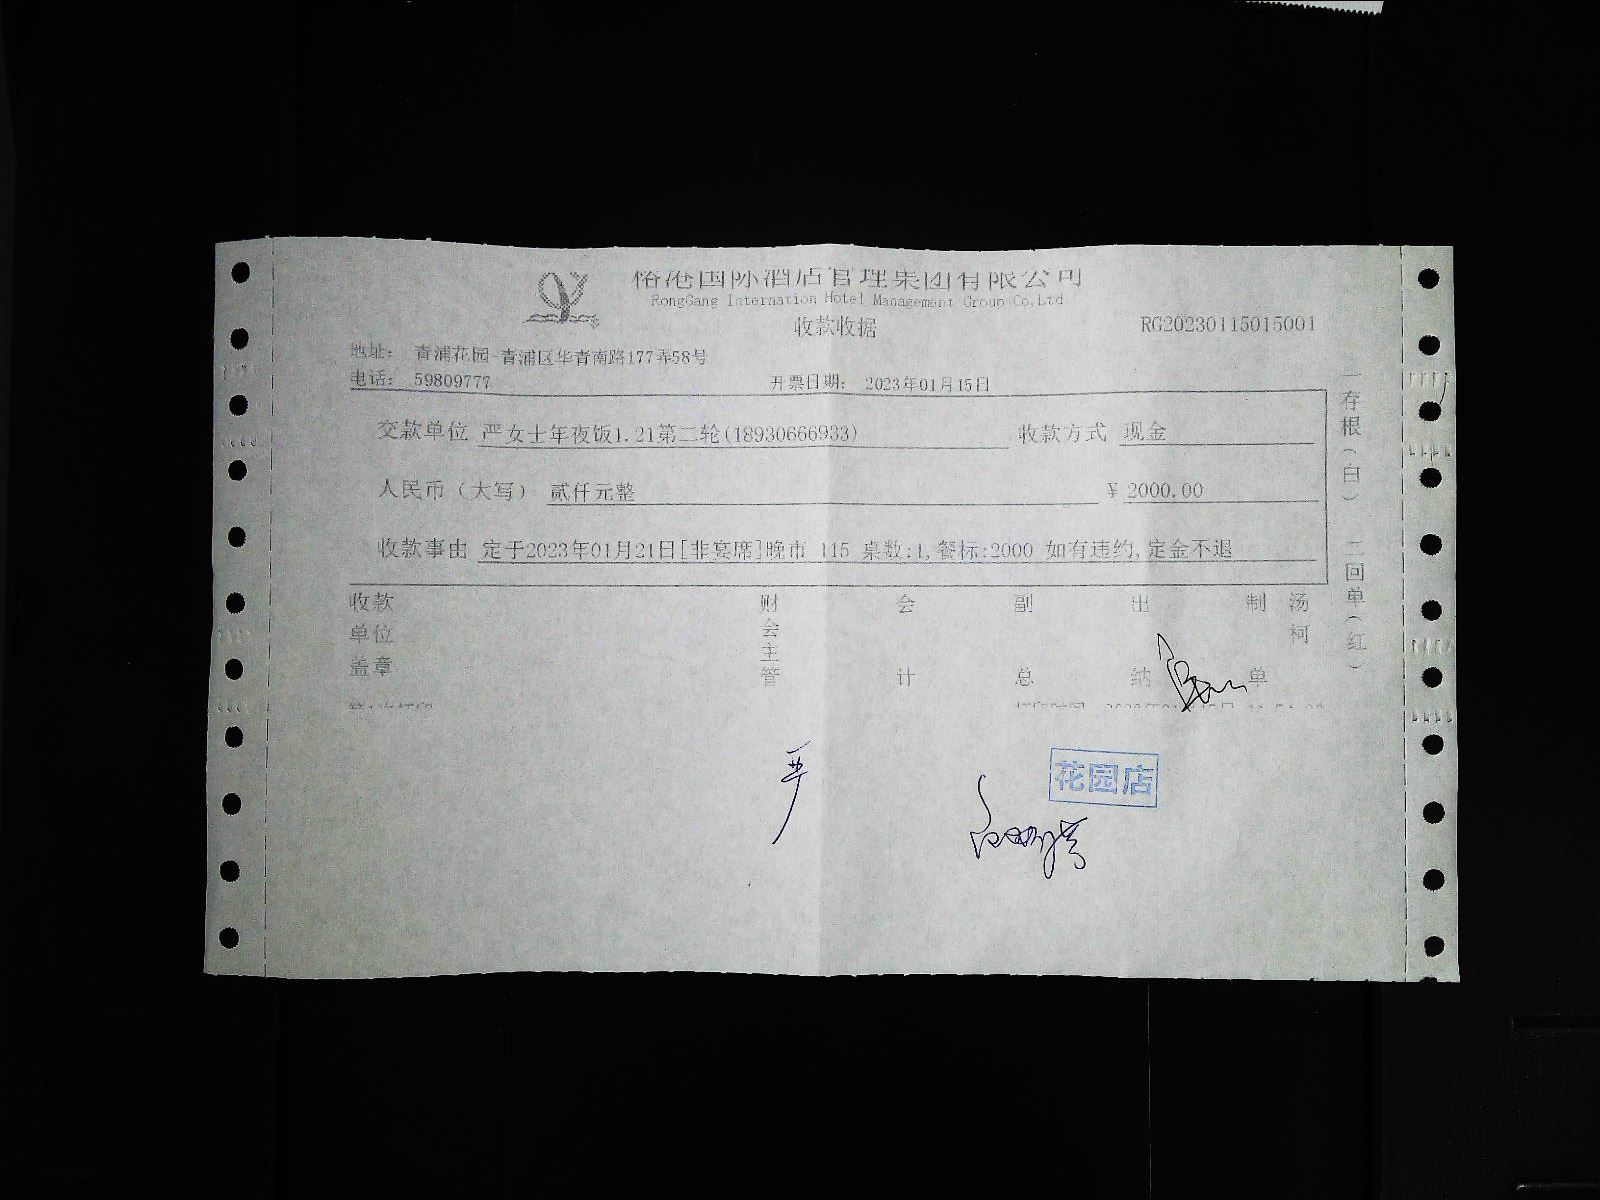 港国际酒店管理集团有限公司
RongGang Internation Hotel Management Group Co,Ltd
收款收据
RG20230115015001
地址： 青浦花园-青浦区华青南路177弄58号
电话： 59809777 开票日期： 2023年01月15日
交款单位 严女士年夜饭1.21第二轮(18930666933) 收款方式 现金
人民币（大写） 贰仟元整 ￥2000.00
收款事由 定于2023年01月21日[非宴席]晚市 115 桌数:1,餐标:2000 如有违约,定金不退
收款单位盖章 财会主管 会计 副总 出纳 制单 汤柯
一存根（白） 二回单（红）
严
花园店